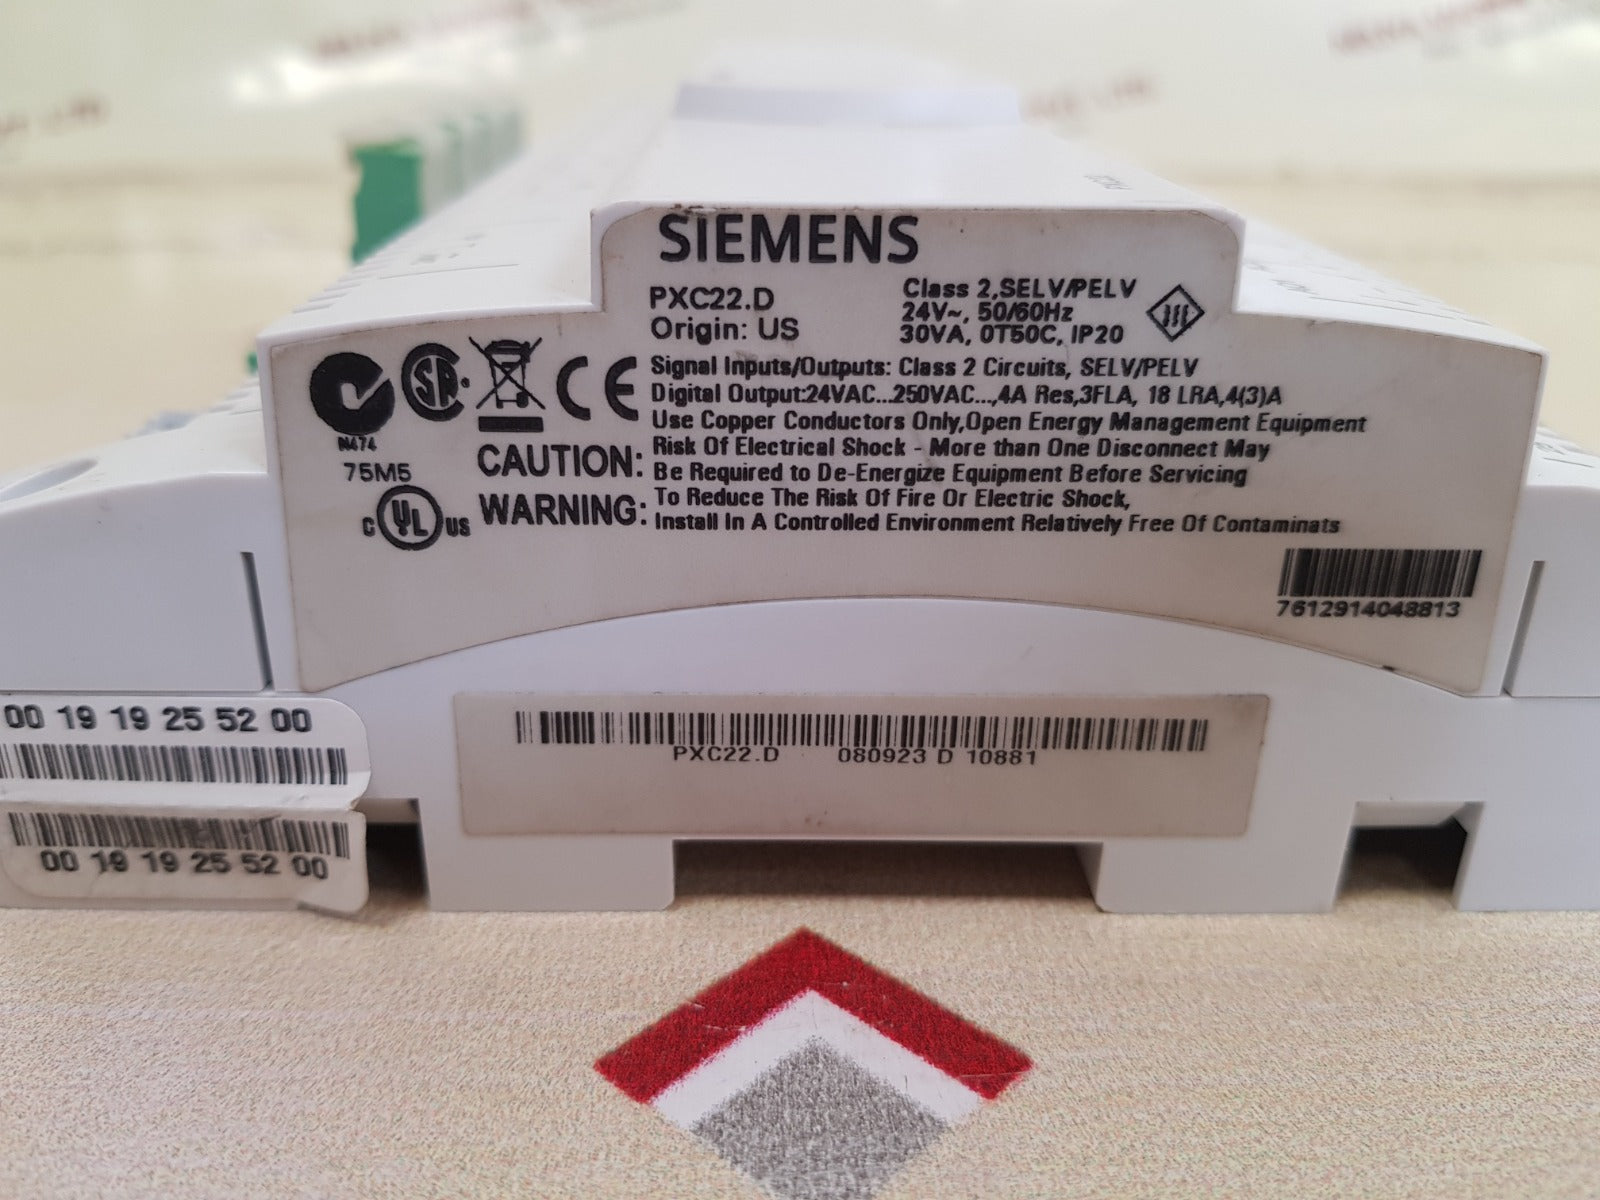 SIEMENS
PXC22.D
Origin: US
Class 2,SELV/PELV
24V~, 50/60Hz
30VA, 0T50C, IP20
Signal Inputs/Outputs: Class 2 Circuits, SELV/PELV
Digital Output:24VAC...250VAC...,4A Res,3FLA, 18 LRA,4(3)A
Use Copper Conductors Only,Open Energy Management Equipment
N474
75M5
C UL US
CAUTION: Risk Of Electrical Shock - More than One Disconnect May
Be Required to De-Energize Equipment Before Servicing
WARNING: To Reduce The Risk Of Fire Or Electric Shock,
Install In A Controlled Environment Relatively Free Of Contaminats
7612914048813
00 19 19 25 52 00
PXC22.D 080923 D 10881
00 19 19 25 52 00